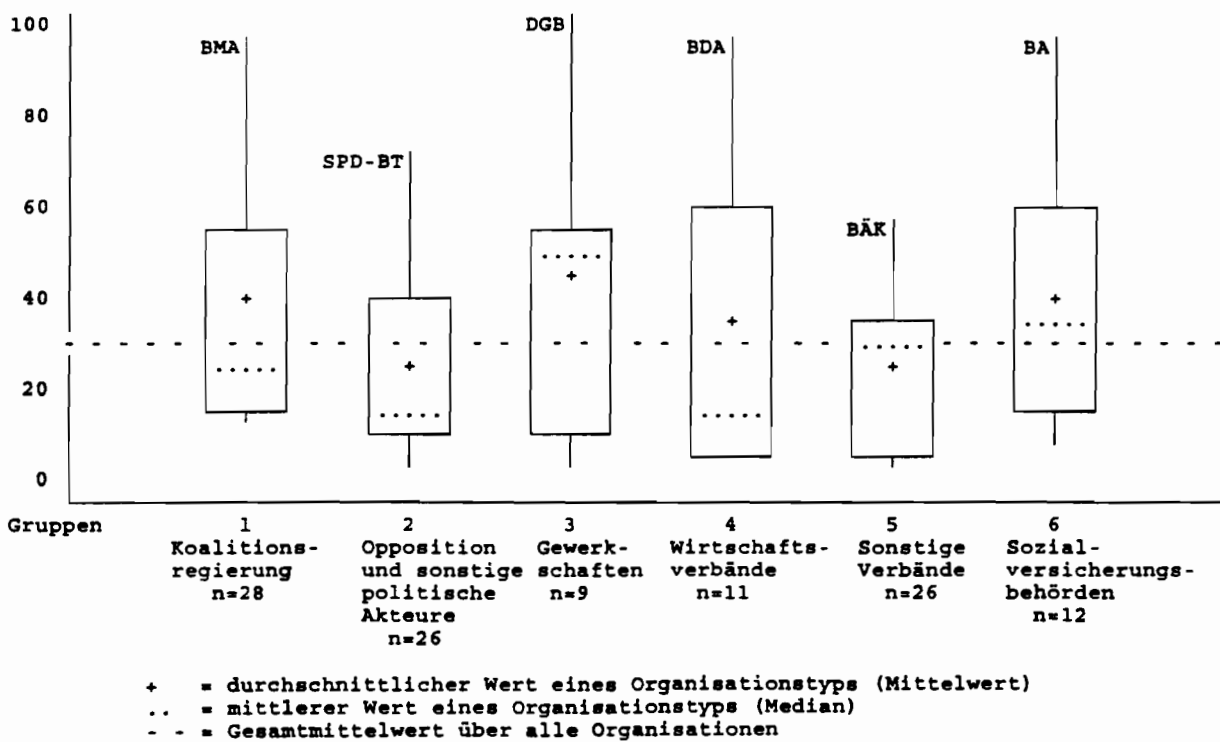 100
80
60
40
20
0
BMA
SPD-BT
DGB
BDA
BÄK
BA
Gruppen 1 2 3 4 5 6
Koalitions-
regierung
n=28
Opposition
und sonstige
politische
Akteure
n=26
Gewerk-
schaften
n=9
Wirtschafts-
verbände
n=11
Sonstige
Verbände
n=26
Sozial-
versicherungs-
behörden
n=12
+ = durchschnittlicher Wert eines Organisationstyps (Mittelwert)
.. = mittlerer Wert eines Organisationstyps (Median)
- - = Gesamtmittelwert über alle Organisationen